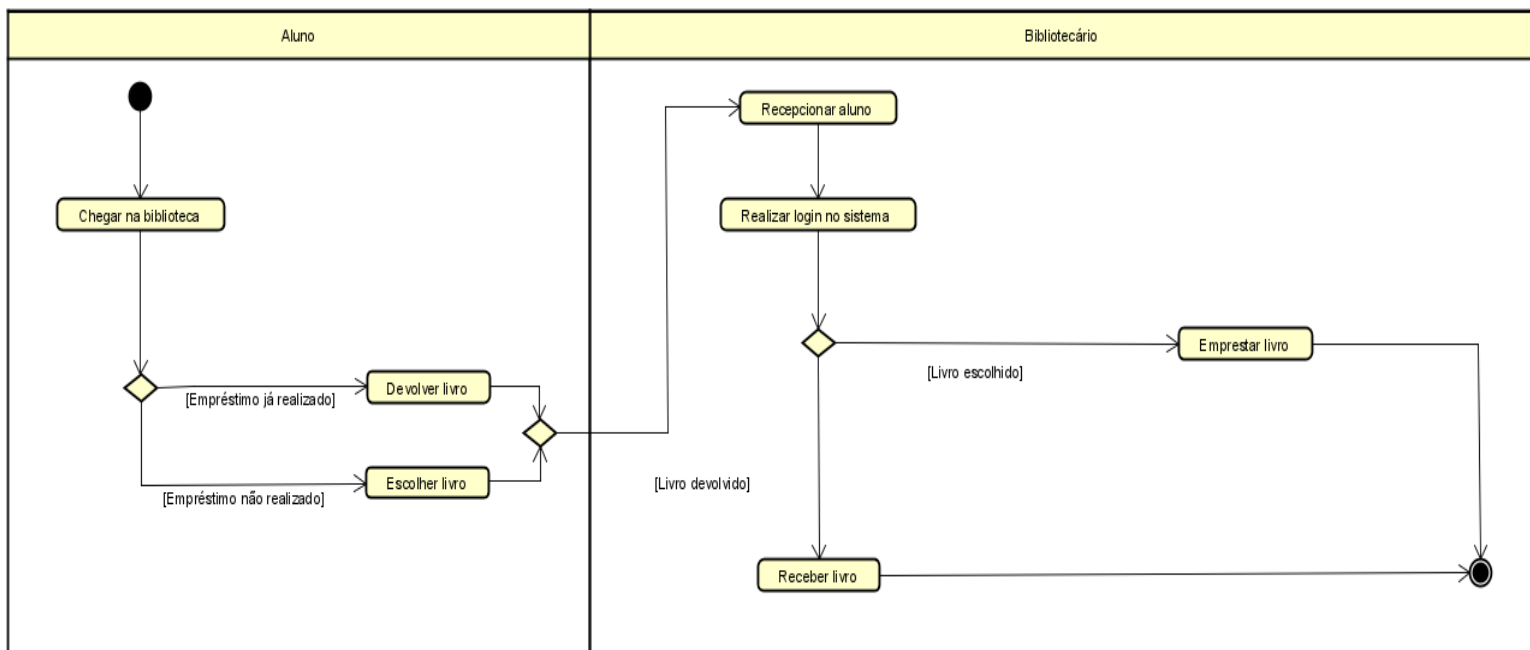 Aluno
Bibliotecário
Recepcionar aluno
Chegar na biblioteca
Realizar login no sistema
Emprestar livro
[Livro escolhido]
Devolver livro
[Empréstimo já realizado]
Escolher livro
[Empréstimo não realizado]
[Livro devolvido]
Receber livro